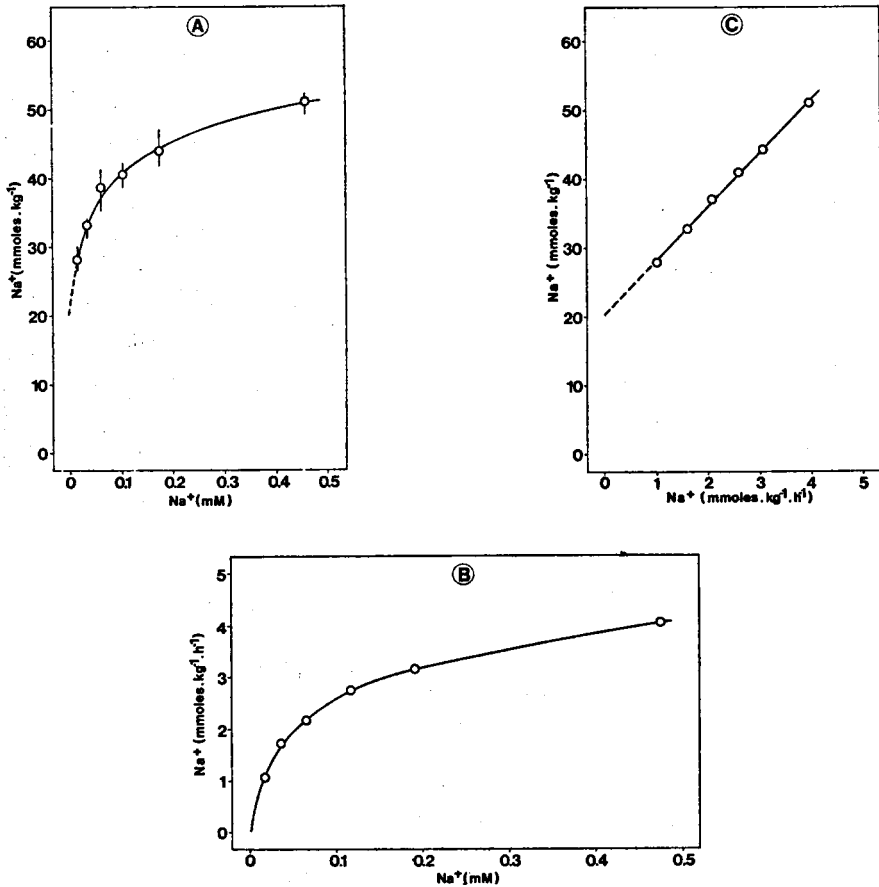 A
60
50
40
30
20
10
0
Na⁺(mmoles.kg⁻¹)
0 0.1 0.2 0.3 0.4 0.5
Na⁺(mM)
C
60
50
40
30
20
10
0
Na⁺ (mmoles.kg⁻¹)
0 1 2 3 4 5
Na⁺ (mmoles.kg⁻¹.h⁻¹)
B
5
4
3
2
1
0
Na⁺ (mmoles.kg⁻¹.h⁻¹)
0 0.1 0.2 0.3 0.4 0.5
Na⁺(mM)